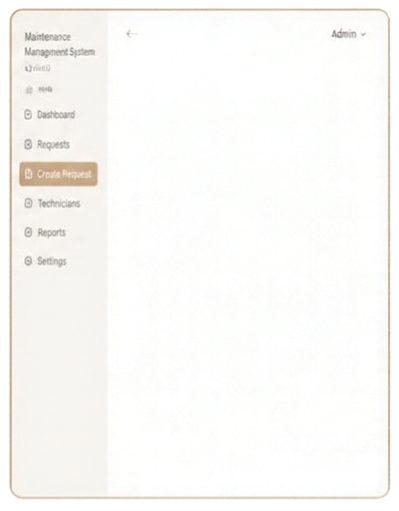 Maintenance
Managment System
Admin
Dashboard
Requests
Create Request
Technicians
Reports
Settings